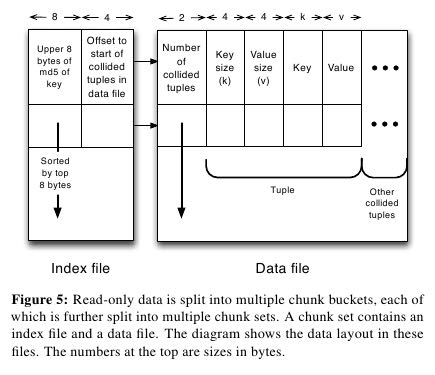 8 4 2 4 4 k v
Upper 8
bytes of
md5 of
key
Offset to
start of
collided
tuples in
data file
Number
of
collided
tuples
Key
size
(k)
Value
size
(v)
Key
Value
Sorted
by top
8 bytes
Tuple
Other
collided
tuples
Index file
Data file
Figure 5: Read-only data is split into multiple chunk buckets, each of
which is further split into multiple chunk sets. A chunk set contains an
index file and a data file. The diagram shows the data layout in these
files. The numbers at the top are sizes in bytes.